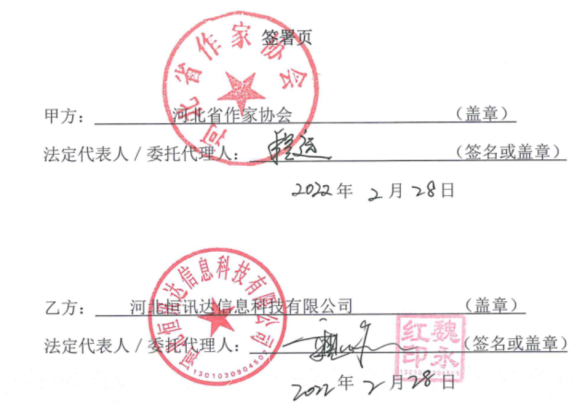 签署页
河北省作家协会
甲方：河北省作家协会（盖章）
法定代表人／委托代理人：（签名或盖章）
2022年2月28日
河北恒讯达信息科技有限公司
乙方：河北恒讯达信息科技有限公司（盖章）
法定代表人／委托代理人：（签名或盖章）
魏永红印
2022年2月28日